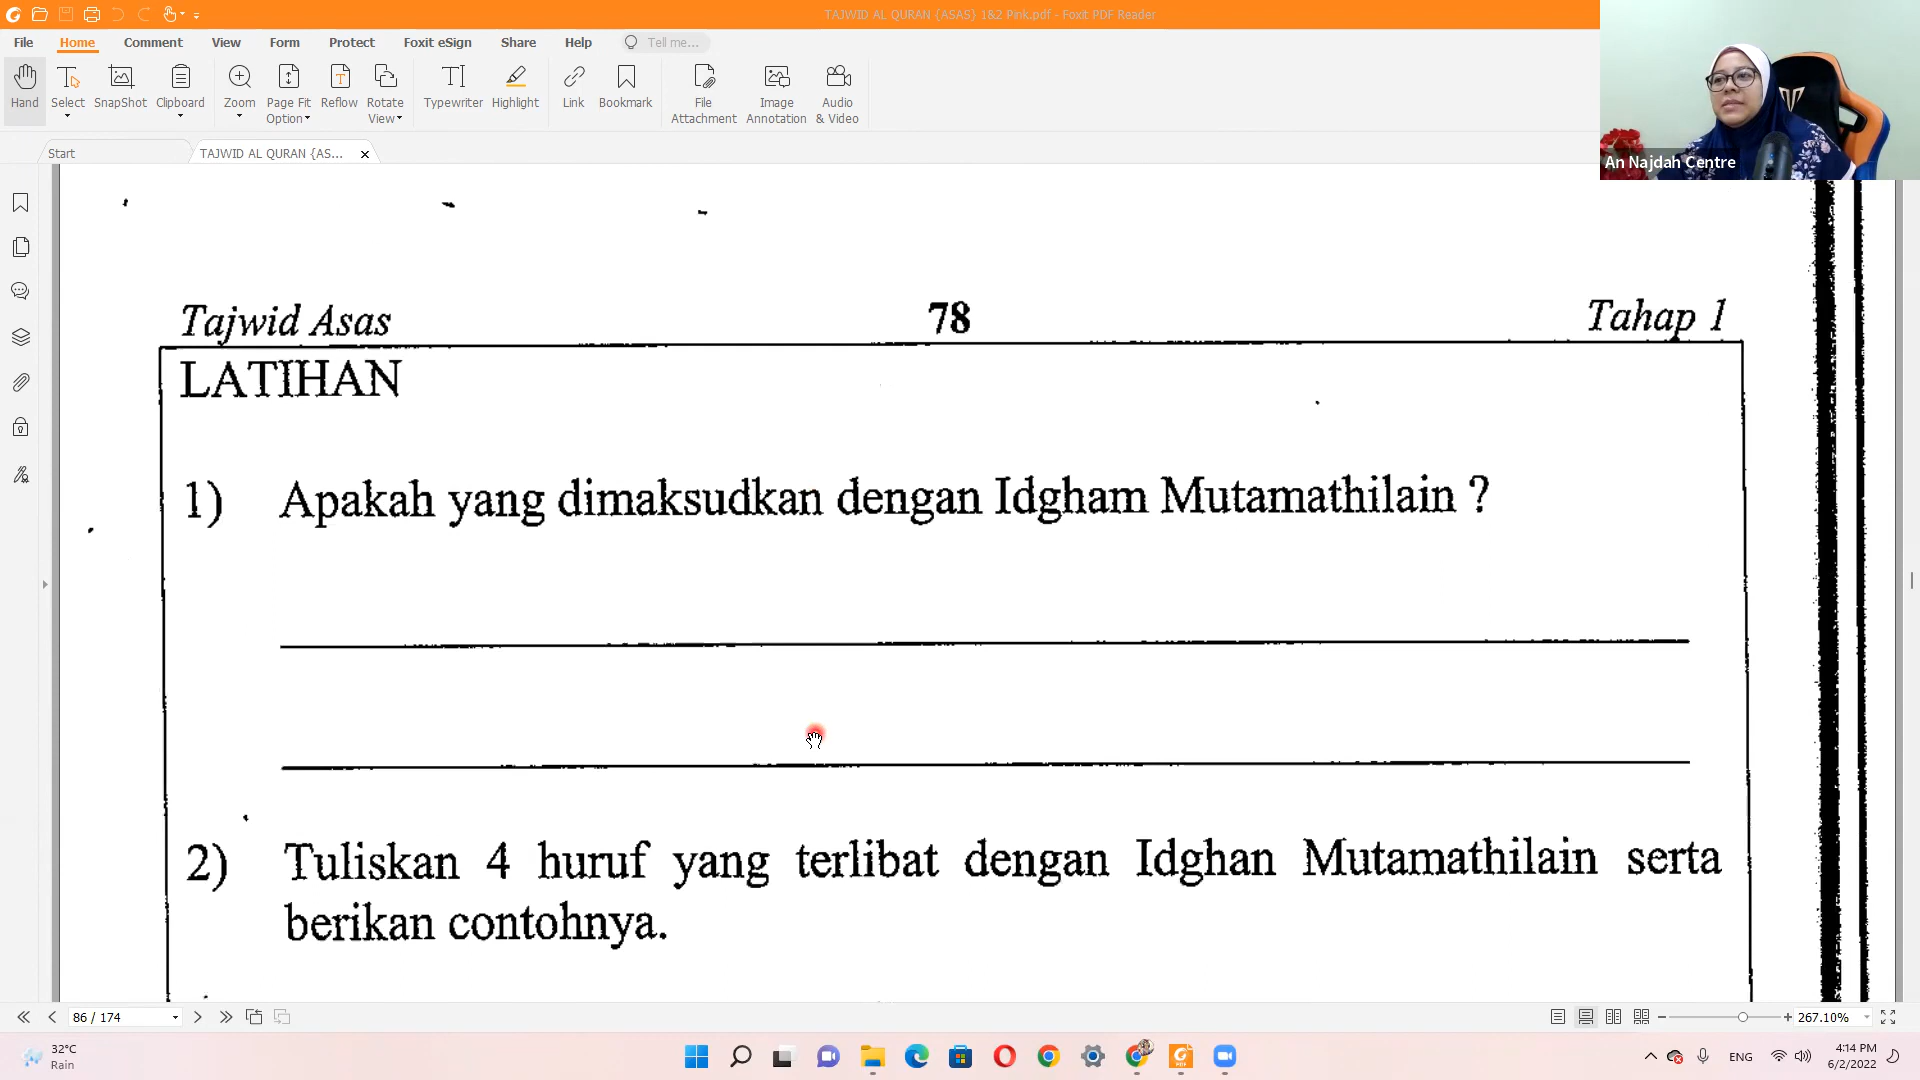 TAJWID AL QURAN {ASAS} 1&2 Pink.pdf - Foxit PDF Reader
File Home Comment View Form Protect Foxit eSign Share Help Tell me...
Hand Select SnapShot Clipboard Zoom Page Fit Option Reflow Rotate View Typewriter Highlight Link Bookmark File Attachment Image Annotation Audio & Video
An Najdah Centre
Start TAJWID AL QURAN {AS...
Tajwid Asas 78 Tahap 1
LATIHAN
1) Apakah yang dimaksudkan dengan Idgham Mutamathilain ?
2) Tuliskan 4 huruf yang terlibat dengan Idghan Mutamathilain serta
berikan contohnya.
86 / 174 267.10%
32°C
Rain
ENG
4:14 PM
6/2/2022